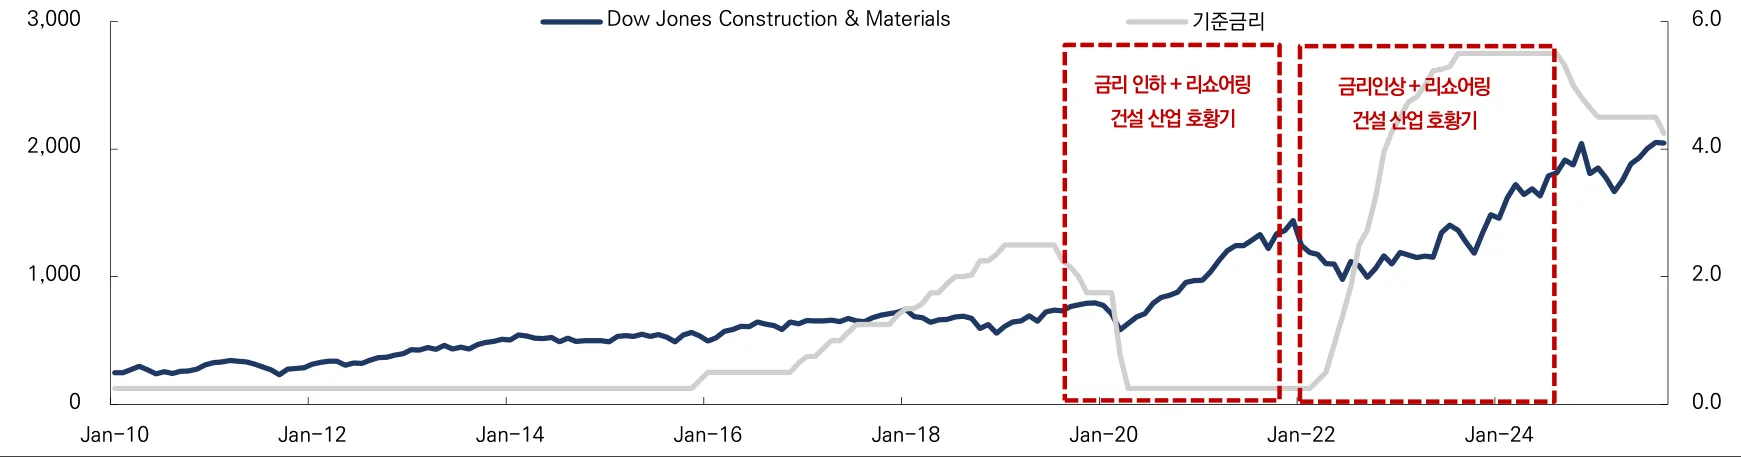 3,000
2,000
1,000
0
Dow Jones Construction & Materials
기준금리
6.0
4.0
2.0
0.0
금리 인하 + 리쇼어링
건설 산업 호황기
금리인상 + 리쇼어링
건설 산업 호황기
Jan-10
Jan-12
Jan-14
Jan-16
Jan-18
Jan-20
Jan-22
Jan-24